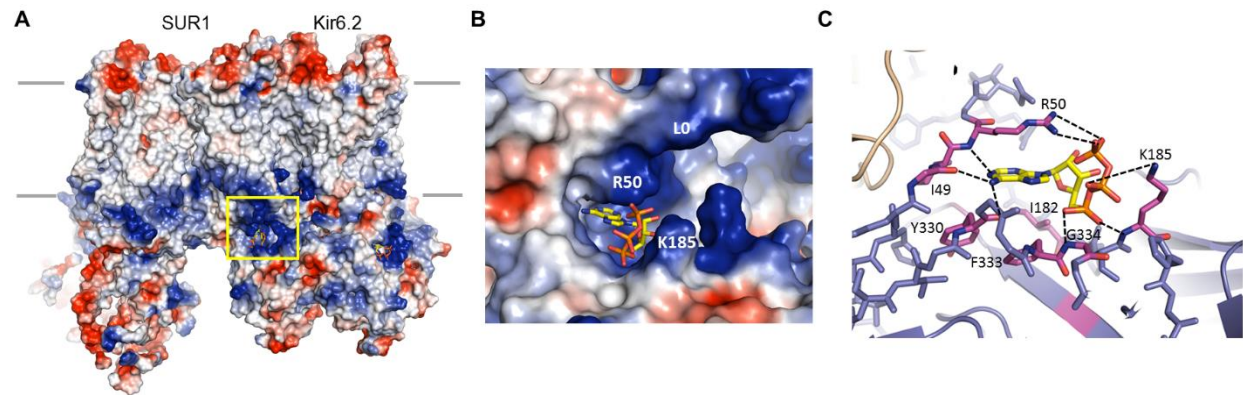 A
SUR1
Kir6.2
B
L0
R50
K185
C
R50
K185
I49
I182
Y330
G334
F333